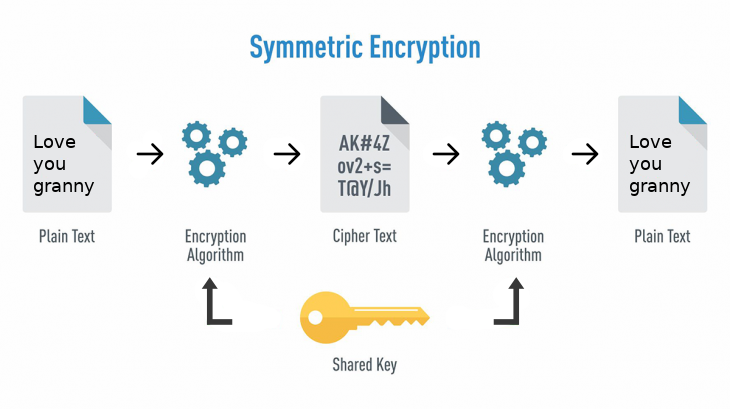 Symmetric Encryption
Love
you
granny
AK#4Z
ov2+s=
T@Y/Jh
Love
you
granny
Plain Text
Encryption
Algorithm
Cipher Text
Encryption
Algorithm
Plain Text
Shared Key